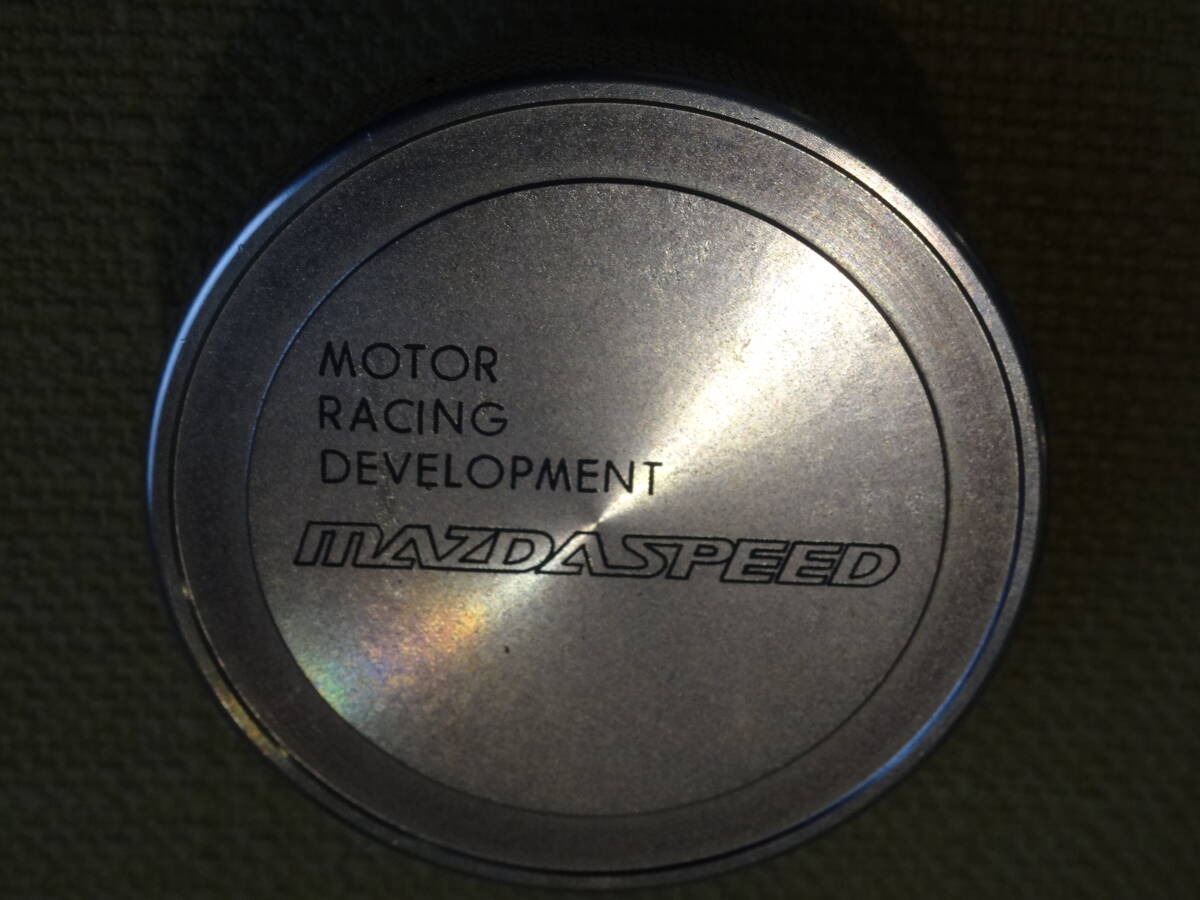 MOTOR
RACING
DEVELOPMENT
MAZDASPEED